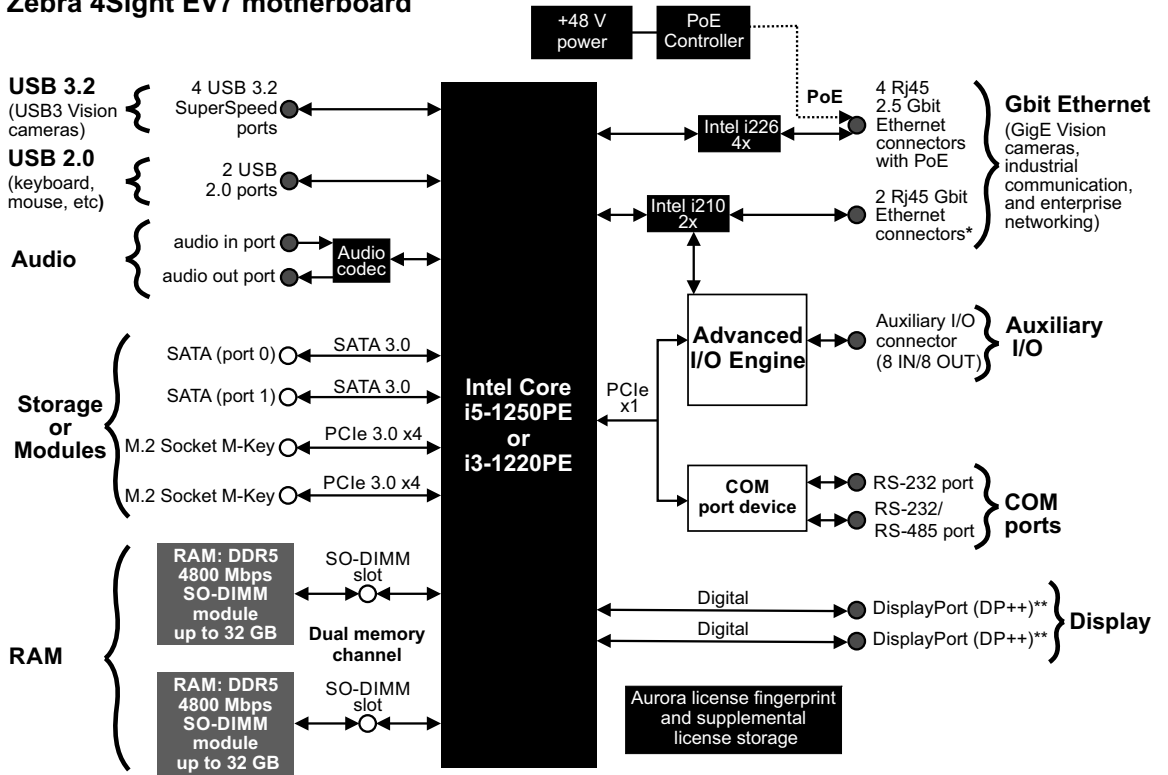 Zebra 4Sight EV7 motherboard
+48 V
power
PoE
Controller
USB 3.2
(USB3 Vision
cameras)
4 USB 3.2
SuperSpeed
ports
USB 2.0
(keyboard,
mouse, etc)
2 USB
2.0 ports
Audio
audio in port
audio out port
Audio
codec
Storage
or
Modules
SATA (port 0)
SATA 3.0
SATA (port 1)
SATA 3.0
M.2 Socket M-Key
PCIe 3.0 x4
M.2 Socket M-Key
PCIe 3.0 x4
RAM
RAM: DDR5
4800 Mbps
SO-DIMM
module
up to 32 GB
SO-DIMM
slot
Dual memory
channel
RAM: DDR5
4800 Mbps
SO-DIMM
module
up to 32 GB
SO-DIMM
slot
Intel Core
i5-1250PE
or
i3-1220PE
PoE
Intel i226
4x
4 Rj45
2.5 Gbit
Ethernet
connectors
with PoE
Intel i210
2x
2 Rj45 Gbit
Ethernet
connectors*
Gbit Ethernet
(GigE Vision
cameras,
industrial
communication,
and enterprise
networking)
PCIe
x1
Advanced
I/O Engine
Auxiliary I/O
connector
(8 IN/8 OUT)
Auxiliary
I/O
COM
port device
RS-232 port
RS-232/
RS-485 port
COM
ports
Digital
DisplayPort (DP++)**
Digital
DisplayPort (DP++)**
Display
Aurora license fingerprint
and supplemental
license storage